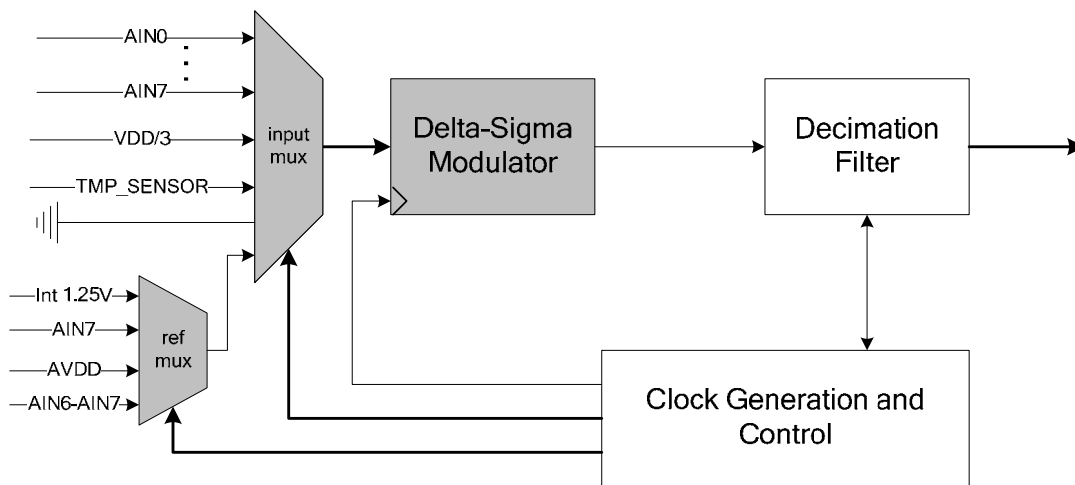 AIN0
AIN7
VDD/3
TMP_SENSOR
input
mux
Delta-Sigma
Modulator
Decimation
Filter
Int 1.25V
AIN7
AVDD
AIN6-AIN7
ref
mux
Clock Generation and
Control